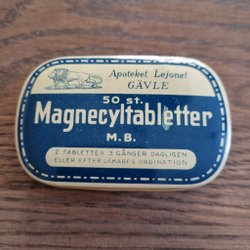 Apoteket Lejonet
GÄVLE
50 st.
Magnecyltabletter
M.B.
2 TABLETTER 3 GÅNGER DAGLIGEN
ELLER EFTER LÄKARES ORDINATION